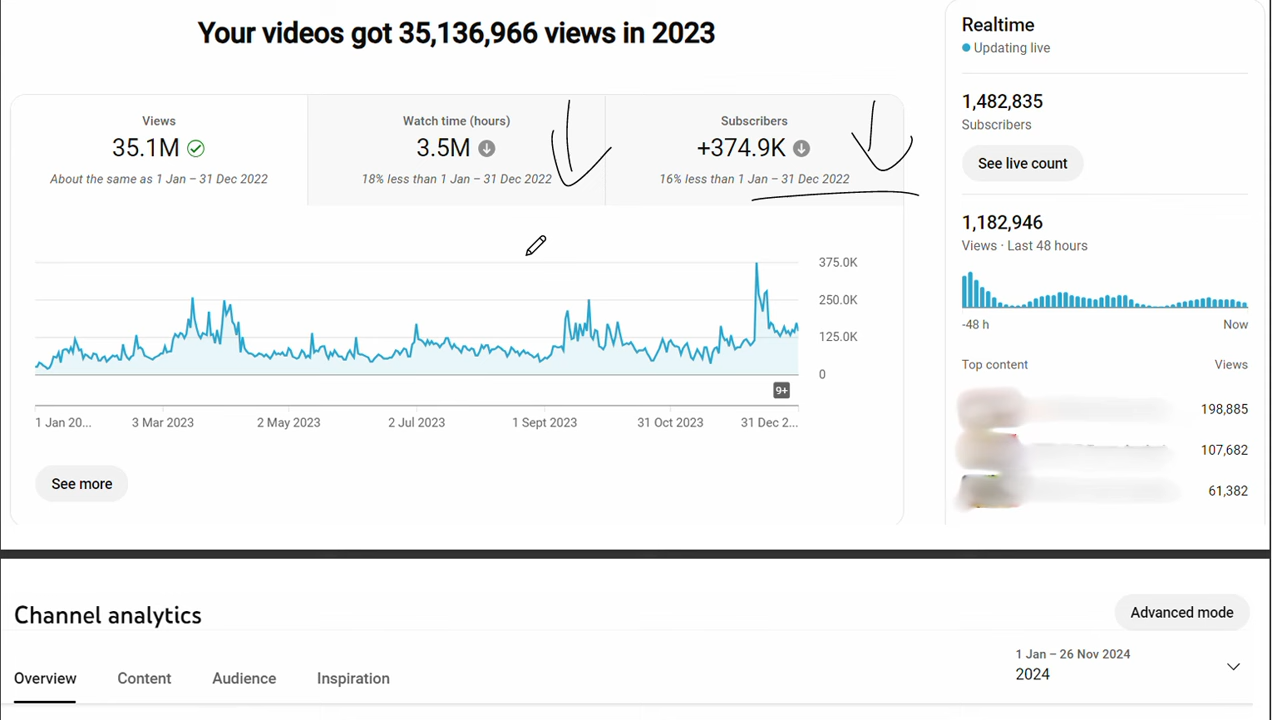 Your videos got 35,136,966 views in 2023
Views
35.1M
About the same as 1 Jan – 31 Dec 2022
Watch time (hours)
3.5M
18% less than 1 Jan – 31 Dec 2022
Subscribers
+374.9K
16% less than 1 Jan – 31 Dec 2022
375.0K
250.0K
125.0K
0
9+
1 Jan 20...
3 Mar 2023
2 May 2023
2 Jul 2023
1 Sept 2023
31 Oct 2023
31 Dec 2...
See more
Realtime
Updating live
1,482,835
Subscribers
See live count
1,182,946
Views · Last 48 hours
-48 h
Now
Top content
Views
198,885
107,682
61,382
Channel analytics
Advanced mode
Overview
Content
Audience
Inspiration
1 Jan – 26 Nov 2024
2024